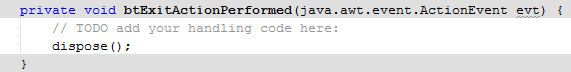 private void btExitActionPerformed(java.awt.event.ActionEvent evt) {
// TODO add your handling code here:
dispose();
}